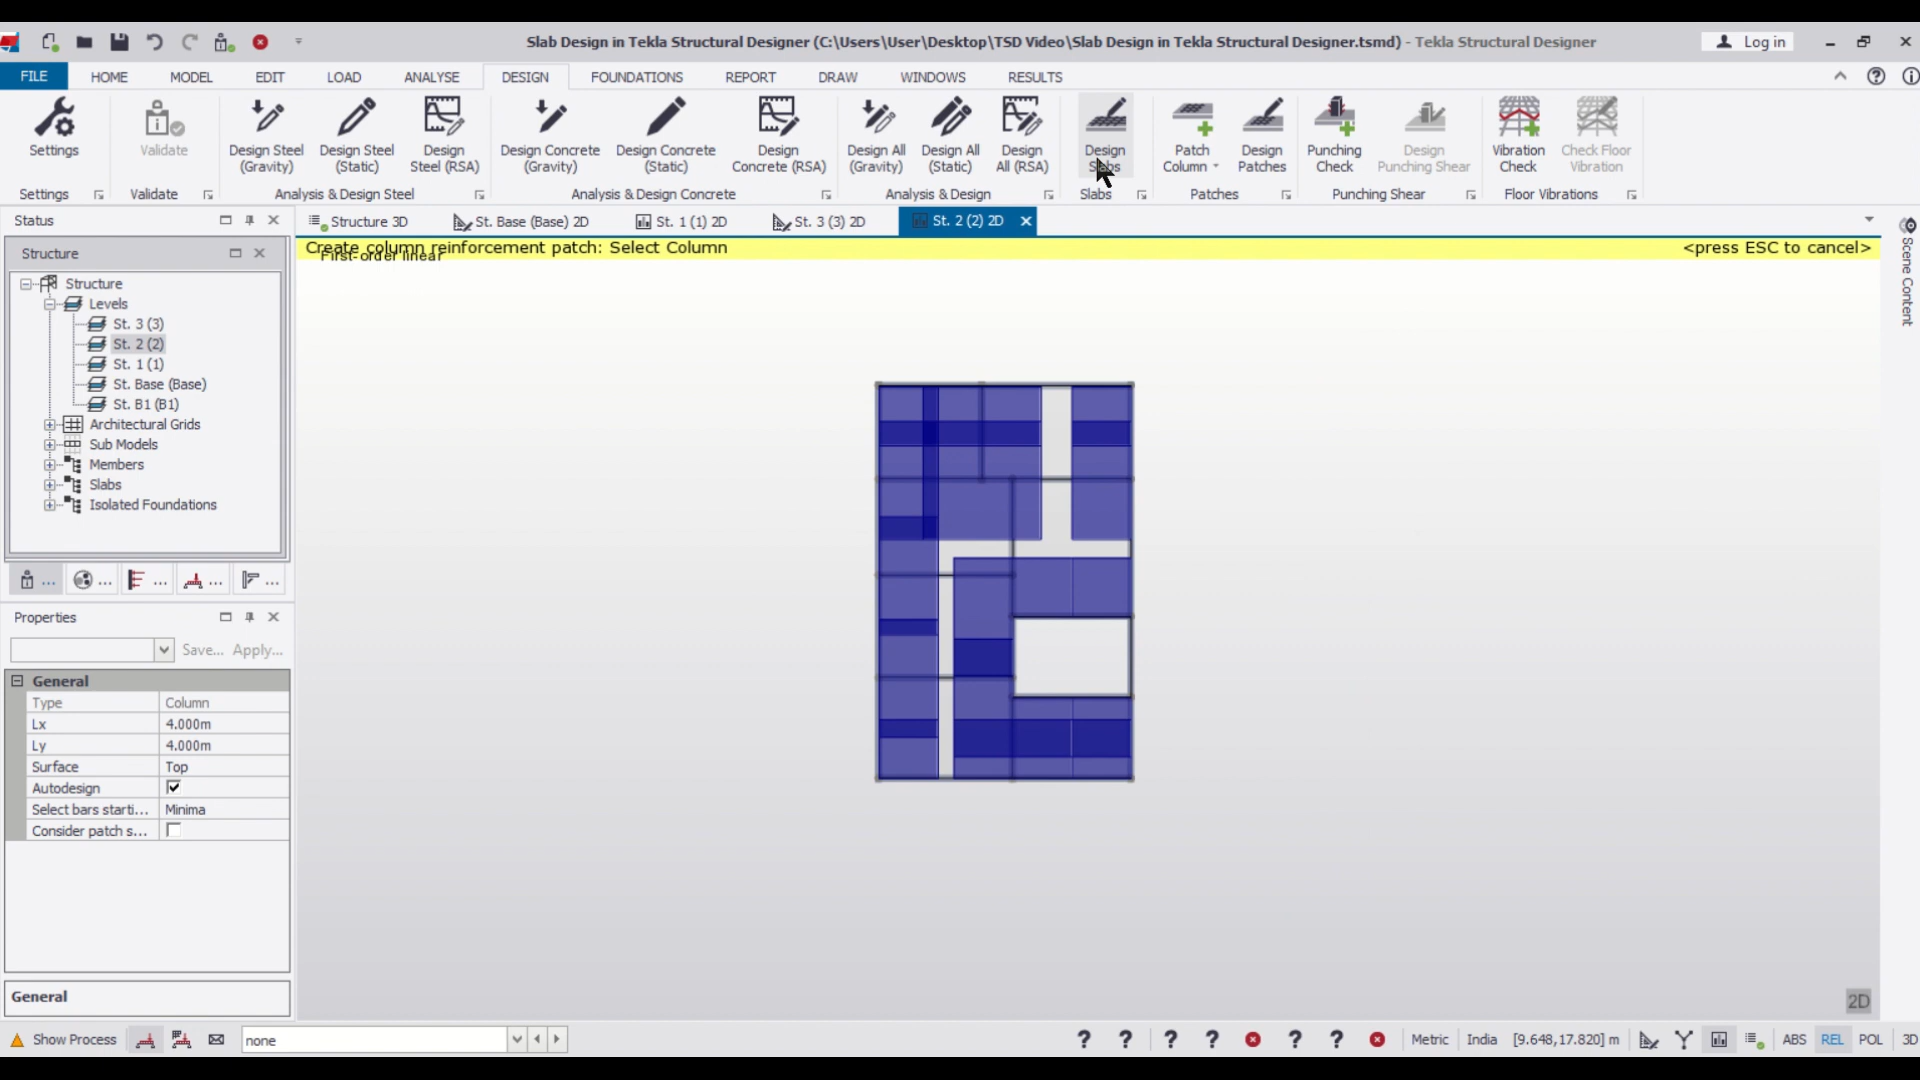 Slab Design in Tekla Structural Designer (C:\Users\User\Desktop\TSD Video\Slab Design in Tekla Structural Designer.tsmd) - Tekla Structural Designer
Log in
FILE HOME MODEL EDIT LOAD ANALYSE DESIGN FOUNDATIONS REPORT DRAW WINDOWS RESULTS
Settings
Validate
Design Steel (Gravity)
Design Steel (Static)
Design Steel (RSA)
Design Concrete (Gravity)
Design Concrete (Static)
Design Concrete (RSA)
Design All (Gravity)
Design All (Static)
Design All (RSA)
Design Slabs
Patch Column
Design Patches
Punching Check
Design Punching Shear
Vibration Check
Check Floor Vibration
Settings Validate Analysis & Design Steel Analysis & Design Concrete Analysis & Design Slabs Patches Punching Shear Floor Vibrations
Status
Structure 3D St. Base (Base) 2D St. 1 (1) 2D St. 3 (3) 2D St. 2 (2) 2D
Create column reinforcement patch: Select Column <press ESC to cancel>
First-order linear
Scene Content
Structure
Structure
Levels
St. 3 (3)
St. 2 (2)
St. 1 (1)
St. Base (Base)
St. B1 (B1)
Architectural Grids
Sub Models
Members
Slabs
Isolated Foundations
Properties
Save... Apply...
General
Type Column
Lx 4.000m
Ly 4.000m
Surface Top
Autodesign
Select bars starti... Minima
Consider patch s...
General
2D
Show Process none Metric India [9.648,17.820] m ABS REL POL 3D